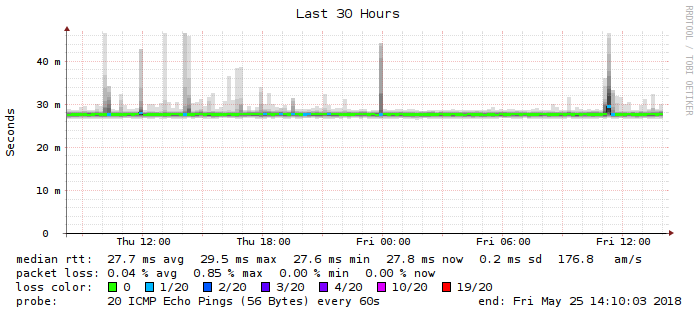 Last 30 Hours
RRDTOOL / TOBI OETIKER
Seconds
40 m
30 m
20 m
10 m
0
Thu 12:00 Thu 18:00 Fri 00:00 Fri 06:00 Fri 12:00
median rtt: 27.7 ms avg 29.5 ms max 27.6 ms min 27.8 ms now 0.2 ms sd 176.8 am/s
packet loss: 0.04 % avg 0.85 % max 0.00 % min 0.00 % now
loss color: 0 1/20 2/20 3/20 4/20 10/20 19/20
probe: 20 ICMP Echo Pings (56 Bytes) every 60s end: Fri May 25 14:10:03 2018